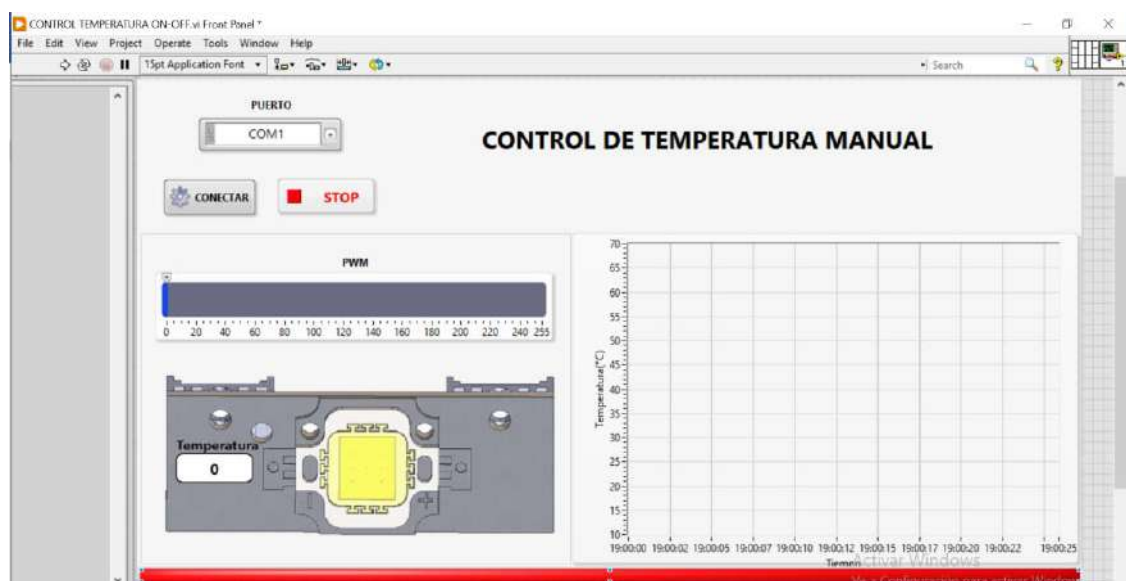 CONTROL TEMPERATURA ON-OFF.vi Front Panel *
File Edit View Project Operate Tools Window Help
15pt Application Font
Search
1
PUERTO
COM1
CONTROL DE TEMPERATURA MANUAL
CONECTAR
STOP
PWM
0 20 40 60 80 100 120 140 160 180 200 220 240 255
Temperatura
0
Temperatura(°C)
70
65
60
55
50
45
40
35
30
25
20
15
10
19:00:00 19:00:02 19:00:05 19:00:07 19:00:10 19:00:12 19:00:15 19:00:17 19:00:20 19:00:22 19:00:25
Activar Windows